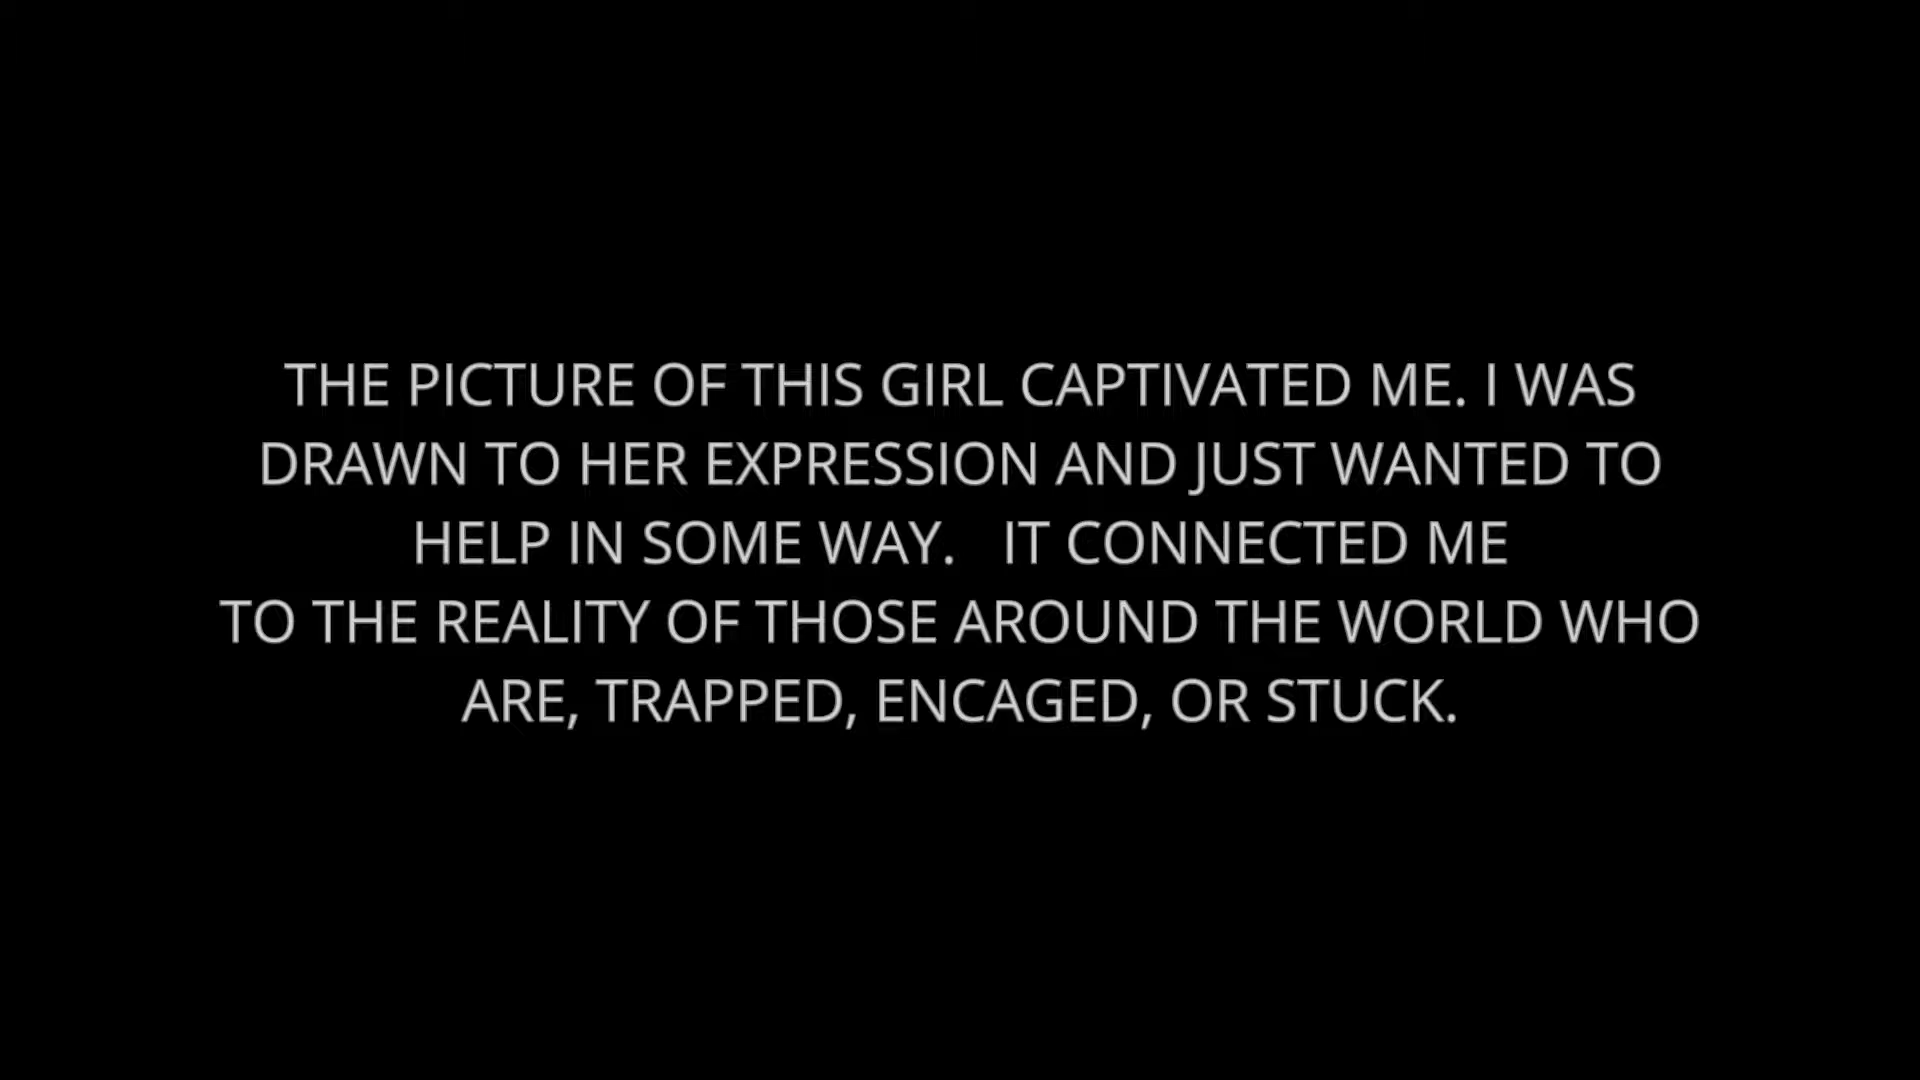 THE PICTURE OF THIS GIRL CAPTIVATED ME. I WAS
DRAWN TO HER EXPRESSION AND JUST WANTED TO
HELP IN SOME WAY.   IT CONNECTED ME
TO THE REALITY OF THOSE AROUND THE WORLD WHO
ARE, TRAPPED, ENCAGED, OR STUCK.